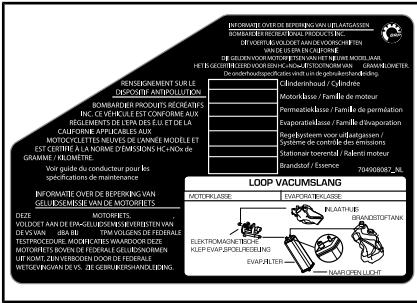 INFORMATIE OVER DE BEPERKING VAN UITLAATGASSEN
BOMBARDIER RECREATIONAL PRODUCTS INC.
DIT VOERTUIG VOLDOET AAN DE VOORSCHRIFTEN
VAN DE US EPA EN CALIFORNIË
DIE GELDEN VOOR MOTORFIETSEN VAN HET NIEUWE MODELJAAR.
HET IS GECERTIFICEERD VOOR EEN HC+NOx-UITSTOOTNORM VAN GRAM/KILOMETER.
De onderhoudsspecificaties vindt u in de gebruikershandleiding.
RENSEIGNEMENT SUR LE
DISPOSITIF ANTIPOLLUTION
BOMBARDIER PRODUITS RÉCRÉATIFS
INC. CE VÉHICULE EST CONFORME AUX
RÈGLEMENTS DE L'EPA DES É.U. ET DE LA
CALIFORNIE APPLICABLES AUX
MOTOCYCLETTES NEUVES DE L'ANNÉE MODÈLE ET
EST CERTIFIÉ À LA NORME D'ÉMISSIONS HC+NOx de
GRAMME / KILOMÈTRE.
Voir guide du conducteur pour les
spécifications de maintenance
Cilinderinhoud / Cylindrée
Motorklasse / Famille de moteur
Permeatieklasse / Famille de perméation
Evaporatieklasse / Famille d'évaporation
Regelsysteem voor uitlaatgassen /
Système de contrôle des émissions
Stationair toerental / Ralenti moteur
Brandstof / Essence
704908087_NL
INFORMATIE OVER DE BEPERKING VAN
GELUIDSEMISSIE VAN DE MOTORFIETS
DEZE MOTORFIETS, ,
VOLDOET AAN DE EPA-GELUIDSEMISSIEVEREISTEN VAN
DE VS VAN dBA BIJ TPM VOLGENS DE FEDERALE
TESTPROCEDURE. MODIFICATIES WAARDOOR DEZE
MOTORFIETS BOVEN DE FEDERALE GELUIDSNORMEN
UIT KOMT, ZIJN VERBODEN DOOR DE FEDERALE
WETGEVING VAN DE VS. ZIE GEBRUIKERSHANDLEIDING.
LOOP VACUMSLANG
MOTORKLASSE: EVAPORATIEKLASSE:
INLAATHUIS
BRANDSTOFTANK
ELEKTROMAGNETISCHE
KLEP EVAP.SPOELREGELING
EVAP.FILTER
NAAR OPEN LUCHT